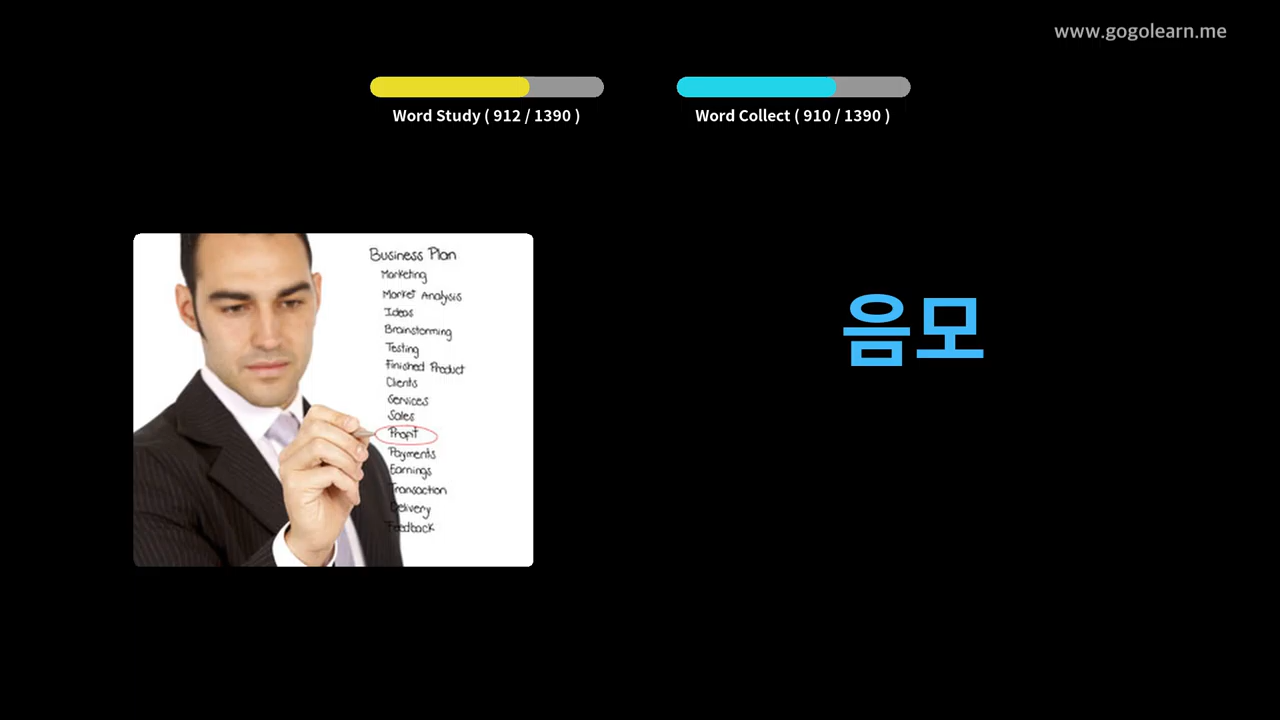 www.gogolearn.me
Word Study ( 912 / 1390 )
Word Collect ( 910 / 1390 )
Business Plan
Marketing
Market Analysis
Ideas
Brainstorming
Testing
Finished Product
Clients
Services
Sales
Profit
Payments
Earnings
Transaction
Delivery
Feedback
음모